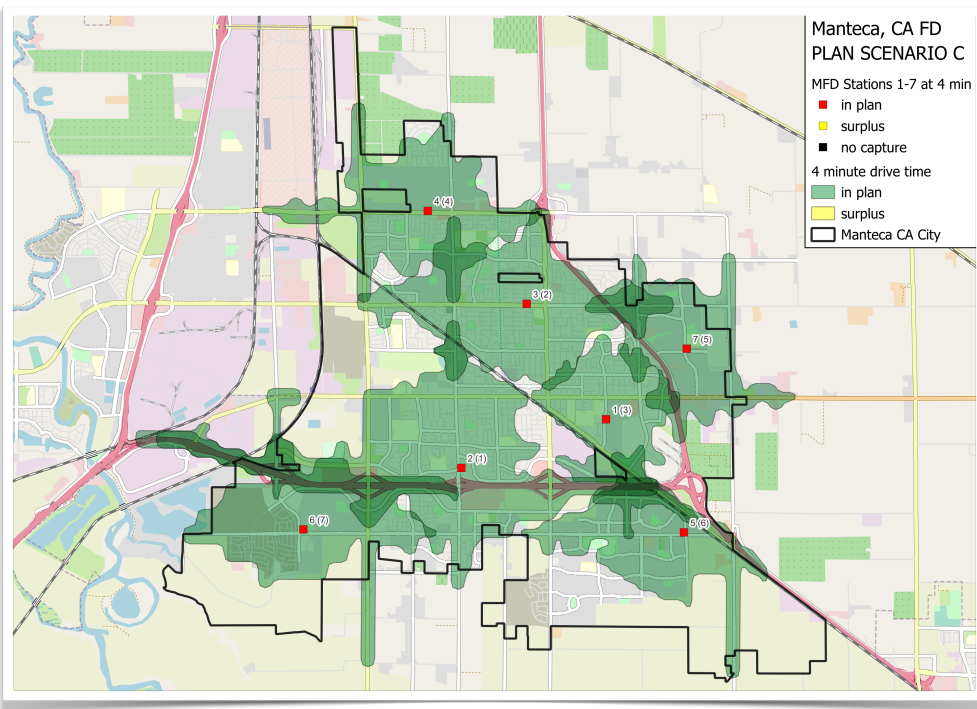 Manteca, CA FD
PLAN SCENARIO C
MFD Stations 1-7 at 4 min
in plan
surplus
no capture
4 minute drive time
in plan
surplus
Manteca CA City
4 (4)
3 (2)
7 (5)
1 (3)
2 (1)
6 (7)
5 (6)